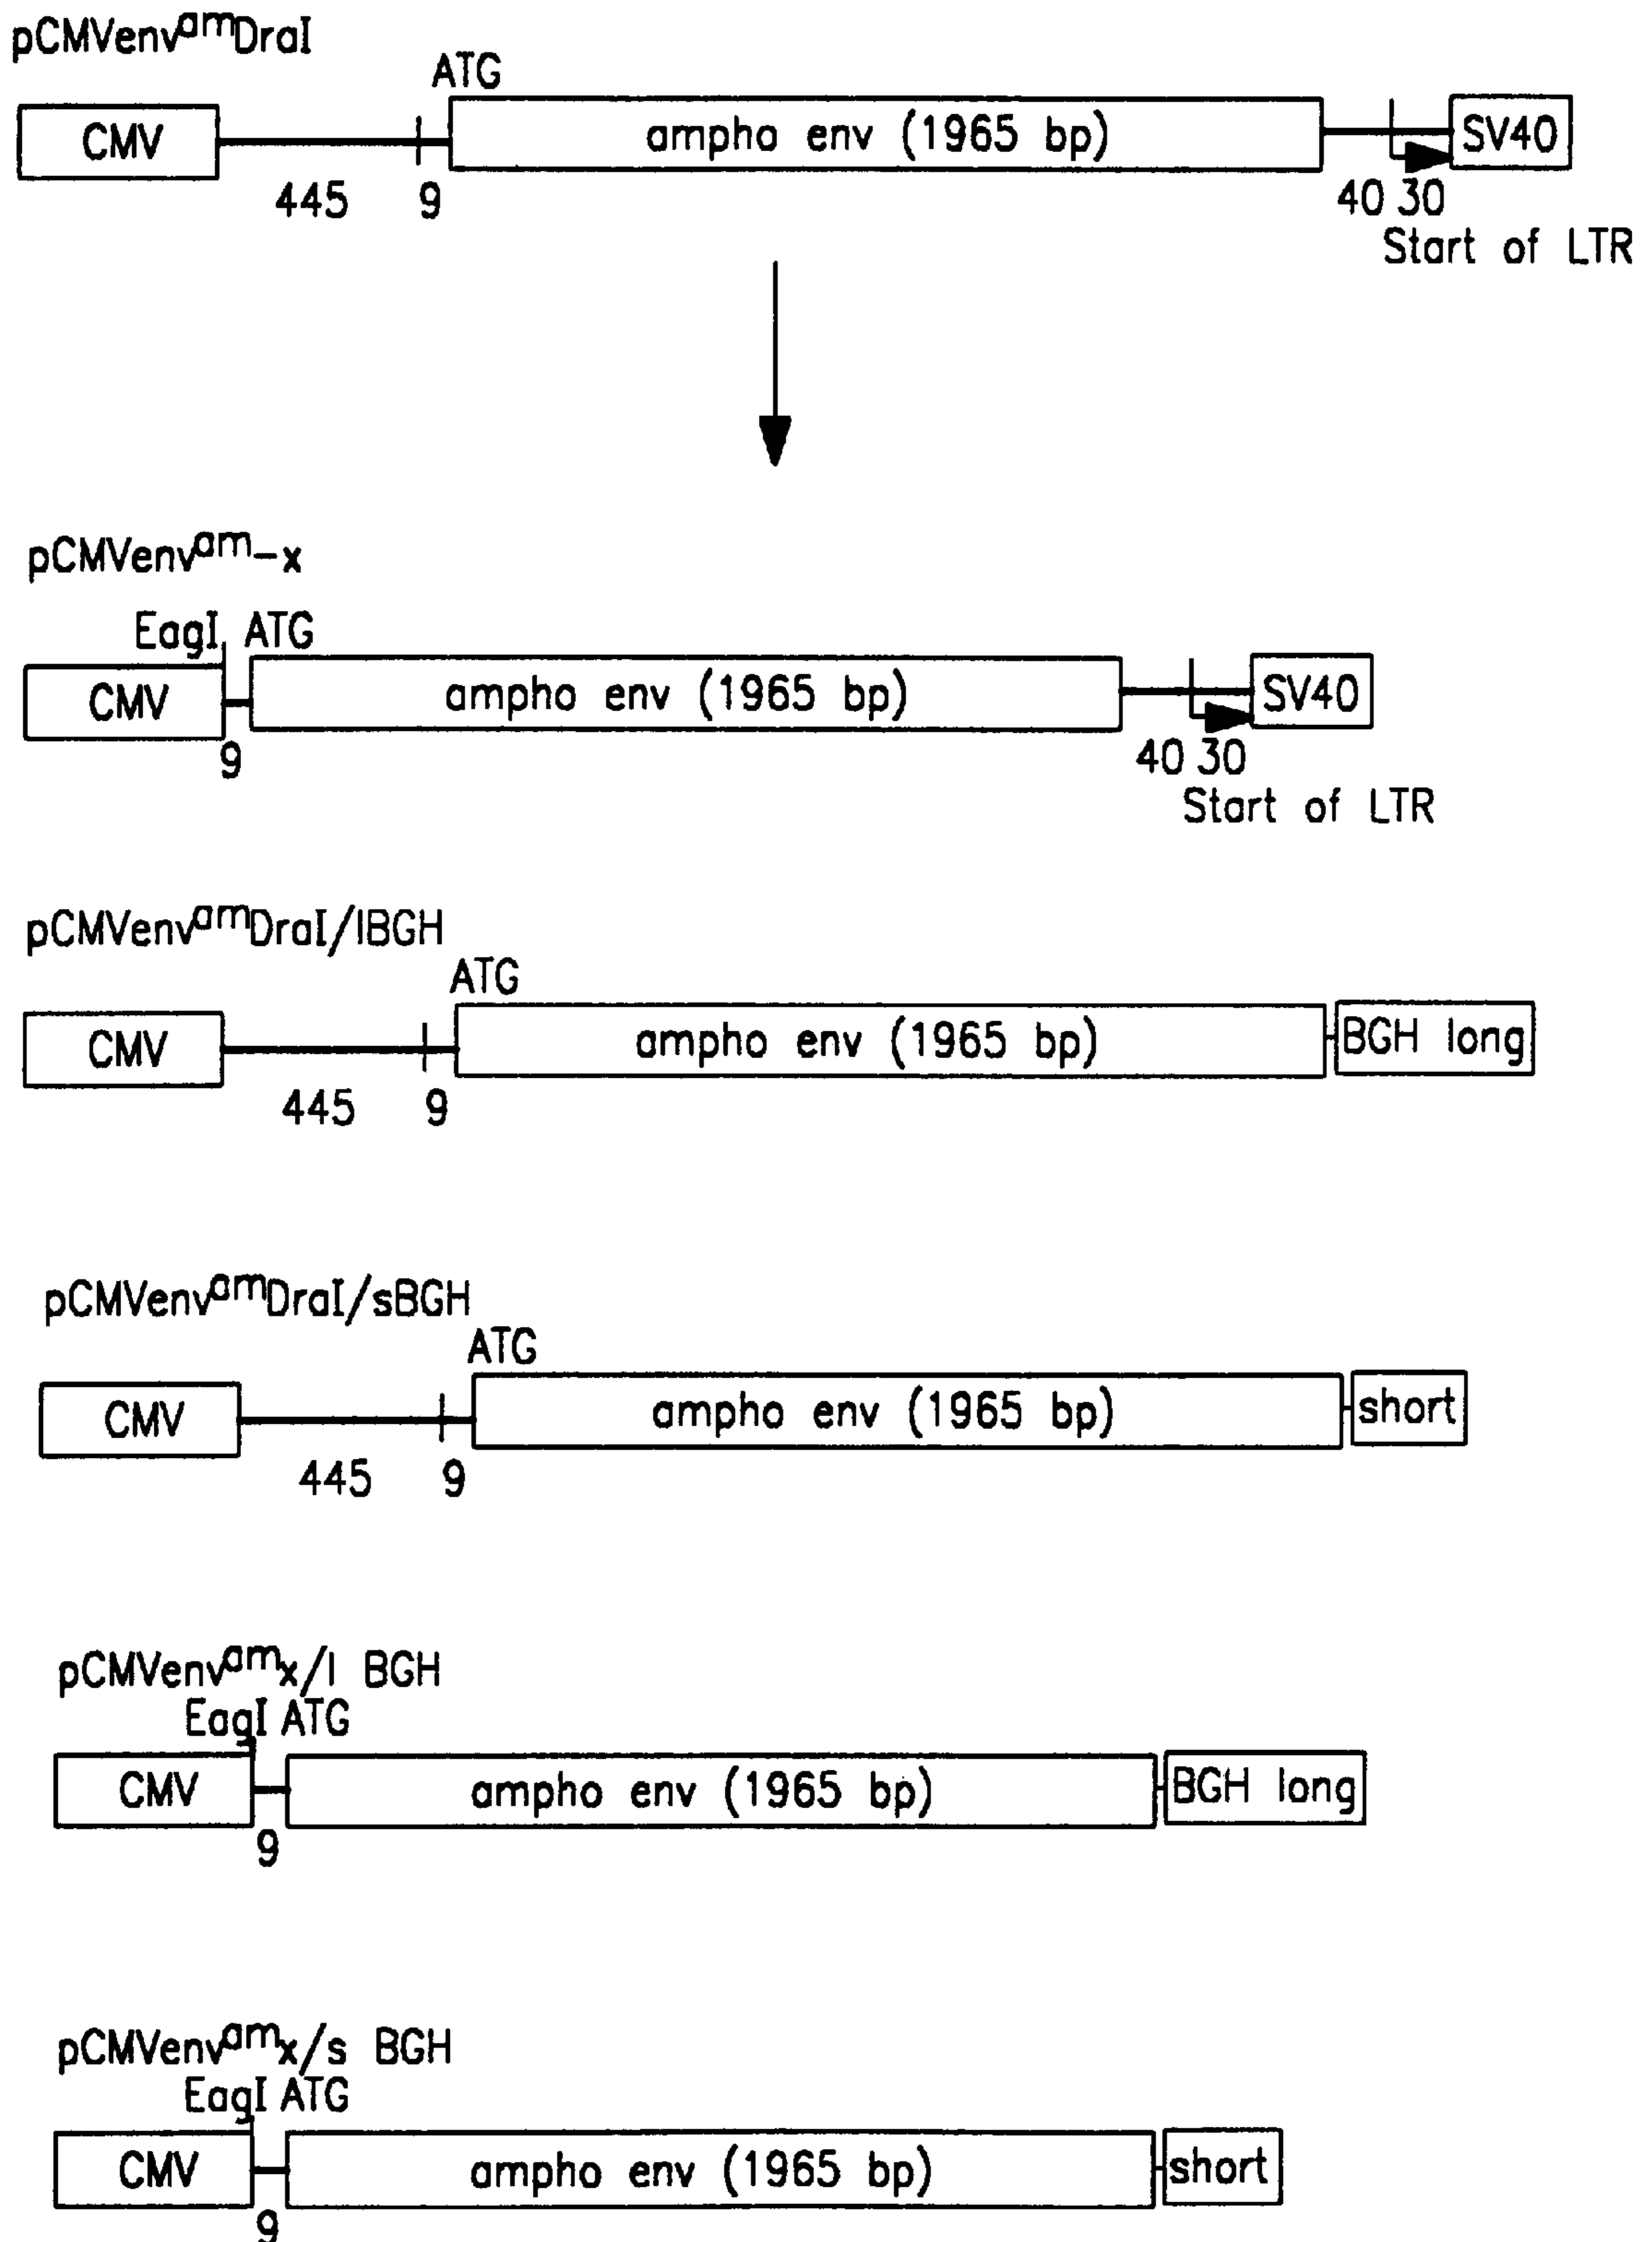 pCMVenvamDraI
ATG
CMV
ampho env (1965 bp)
SV40
445
9
40 30
Start of LTR
pCMVenvam-x
EagI ATG
CMV
ampho env (1965 bp)
SV40
9
40 30
Start of LTR
pCMVenvamDraI/lBGH
ATG
CMV
ampho env (1965 bp)
BGH long
445
9
pCMVenvamDraI/sBGH
ATG
CMV
ampho env (1965 bp)
short
445
9
pCMVenvamx/l BGH
EagI ATG
CMV
ampho env (1965 bp)
BGH long
9
pCMVenvamx/s BGH
EagI ATG
CMV
ampho env (1965 bp)
short
9